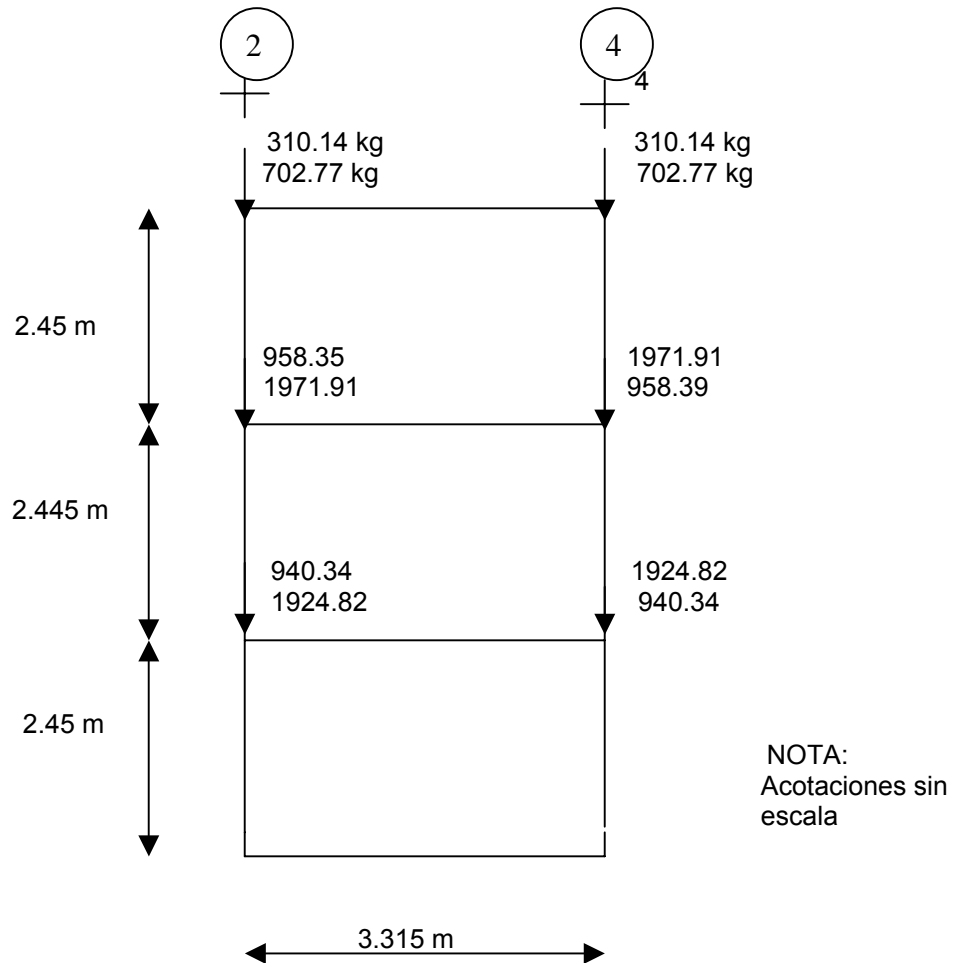 2
4
4
310.14 kg
702.77 kg
310.14 kg
702.77 kg
2.45 m
958.35
1971.91
1971.91
958.39
2.445 m
940.34
1924.82
1924.82
940.34
2.45 m
NOTA:
Acotaciones sin
escala
3.315 m